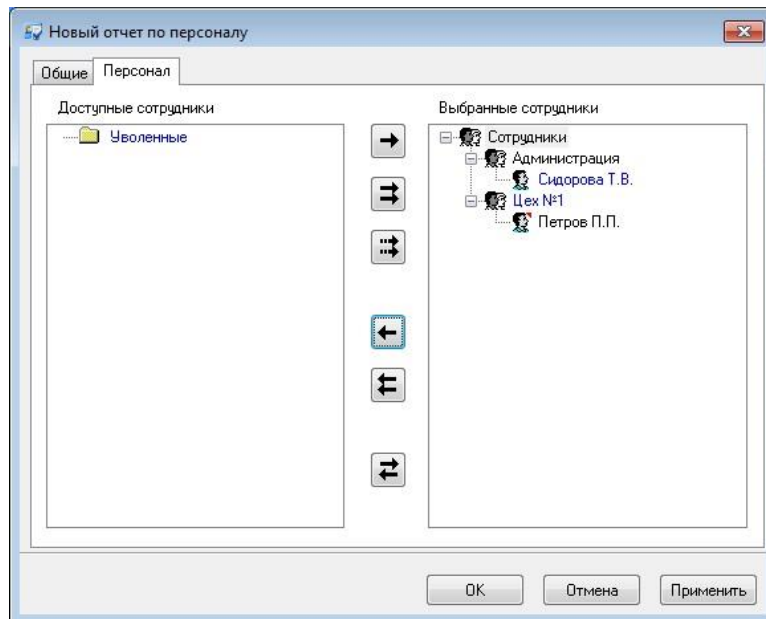 Новый отчет по персоналу
Общие
Персонал
Доступные сотрудники
Выбранные сотрудники
Уволенные
Сотрудники
Администрация
Сидорова Т.В.
Цех №1
Петров П.П.
OK
Отмена
Применить